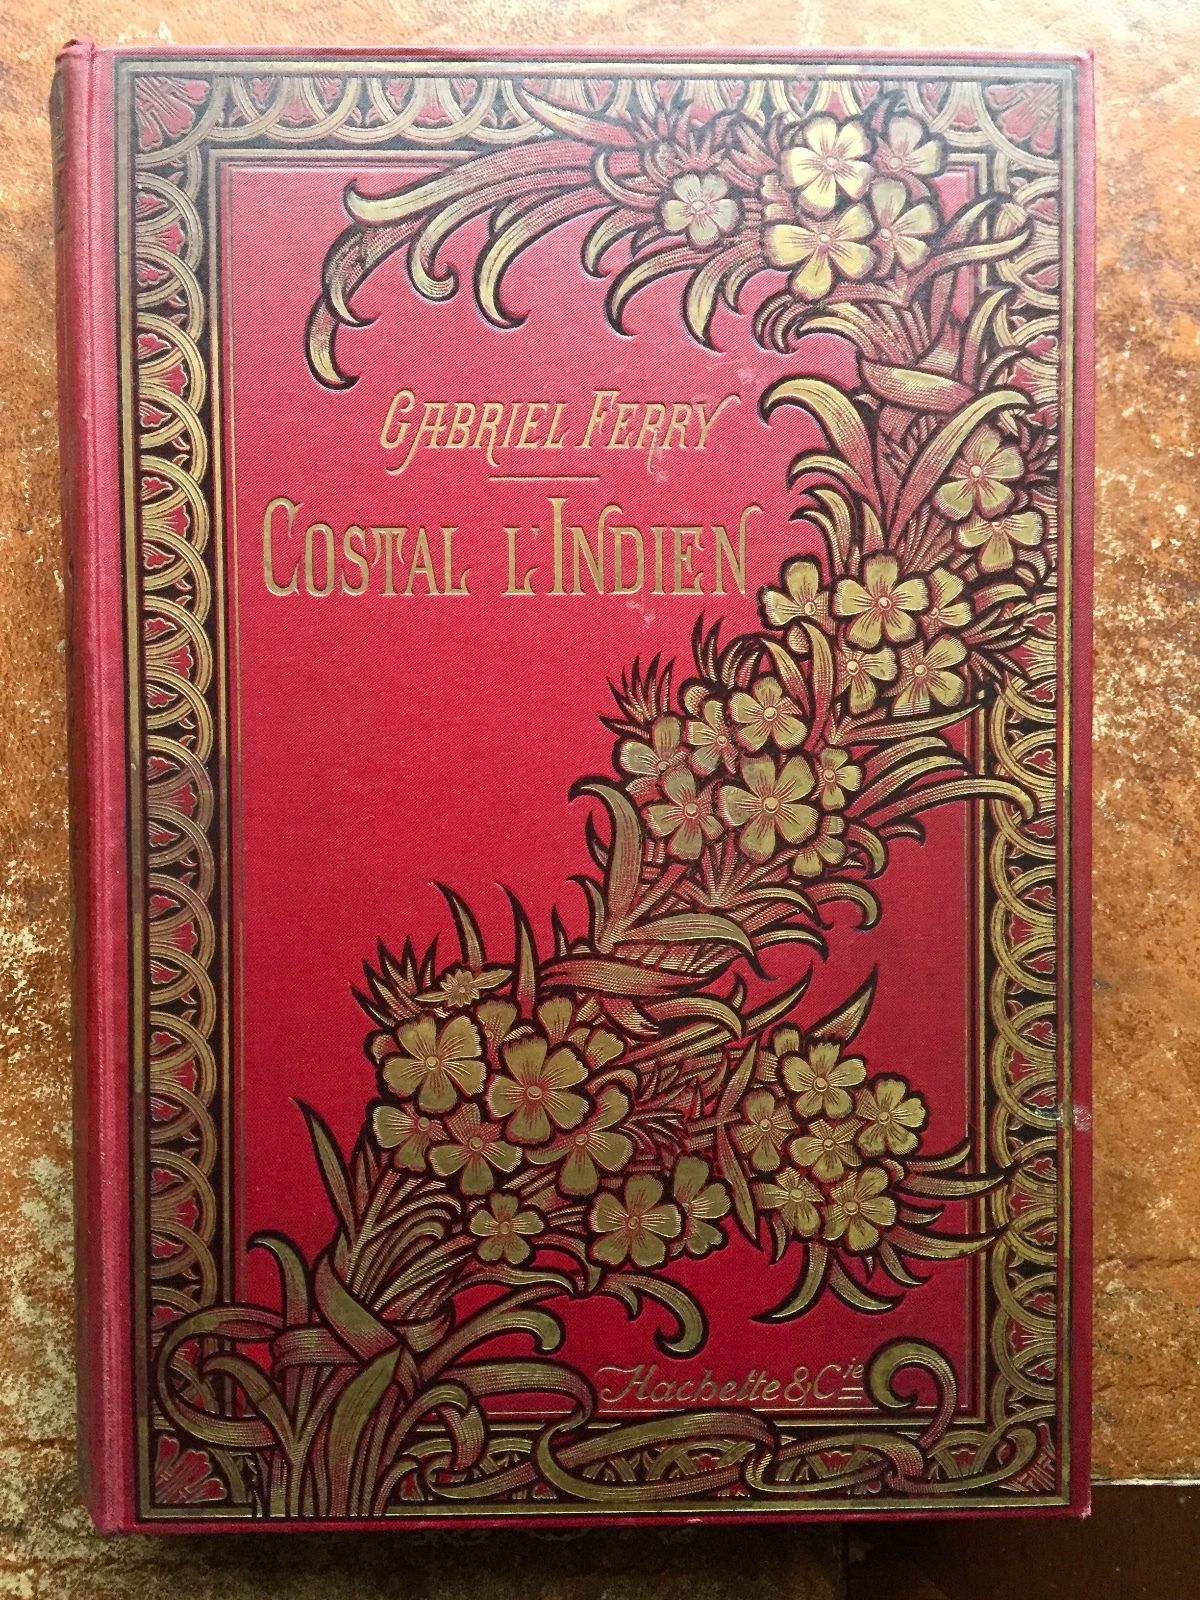 GABRIEL FERRY
COSTAL L'INDIEN
Hachette & Cie